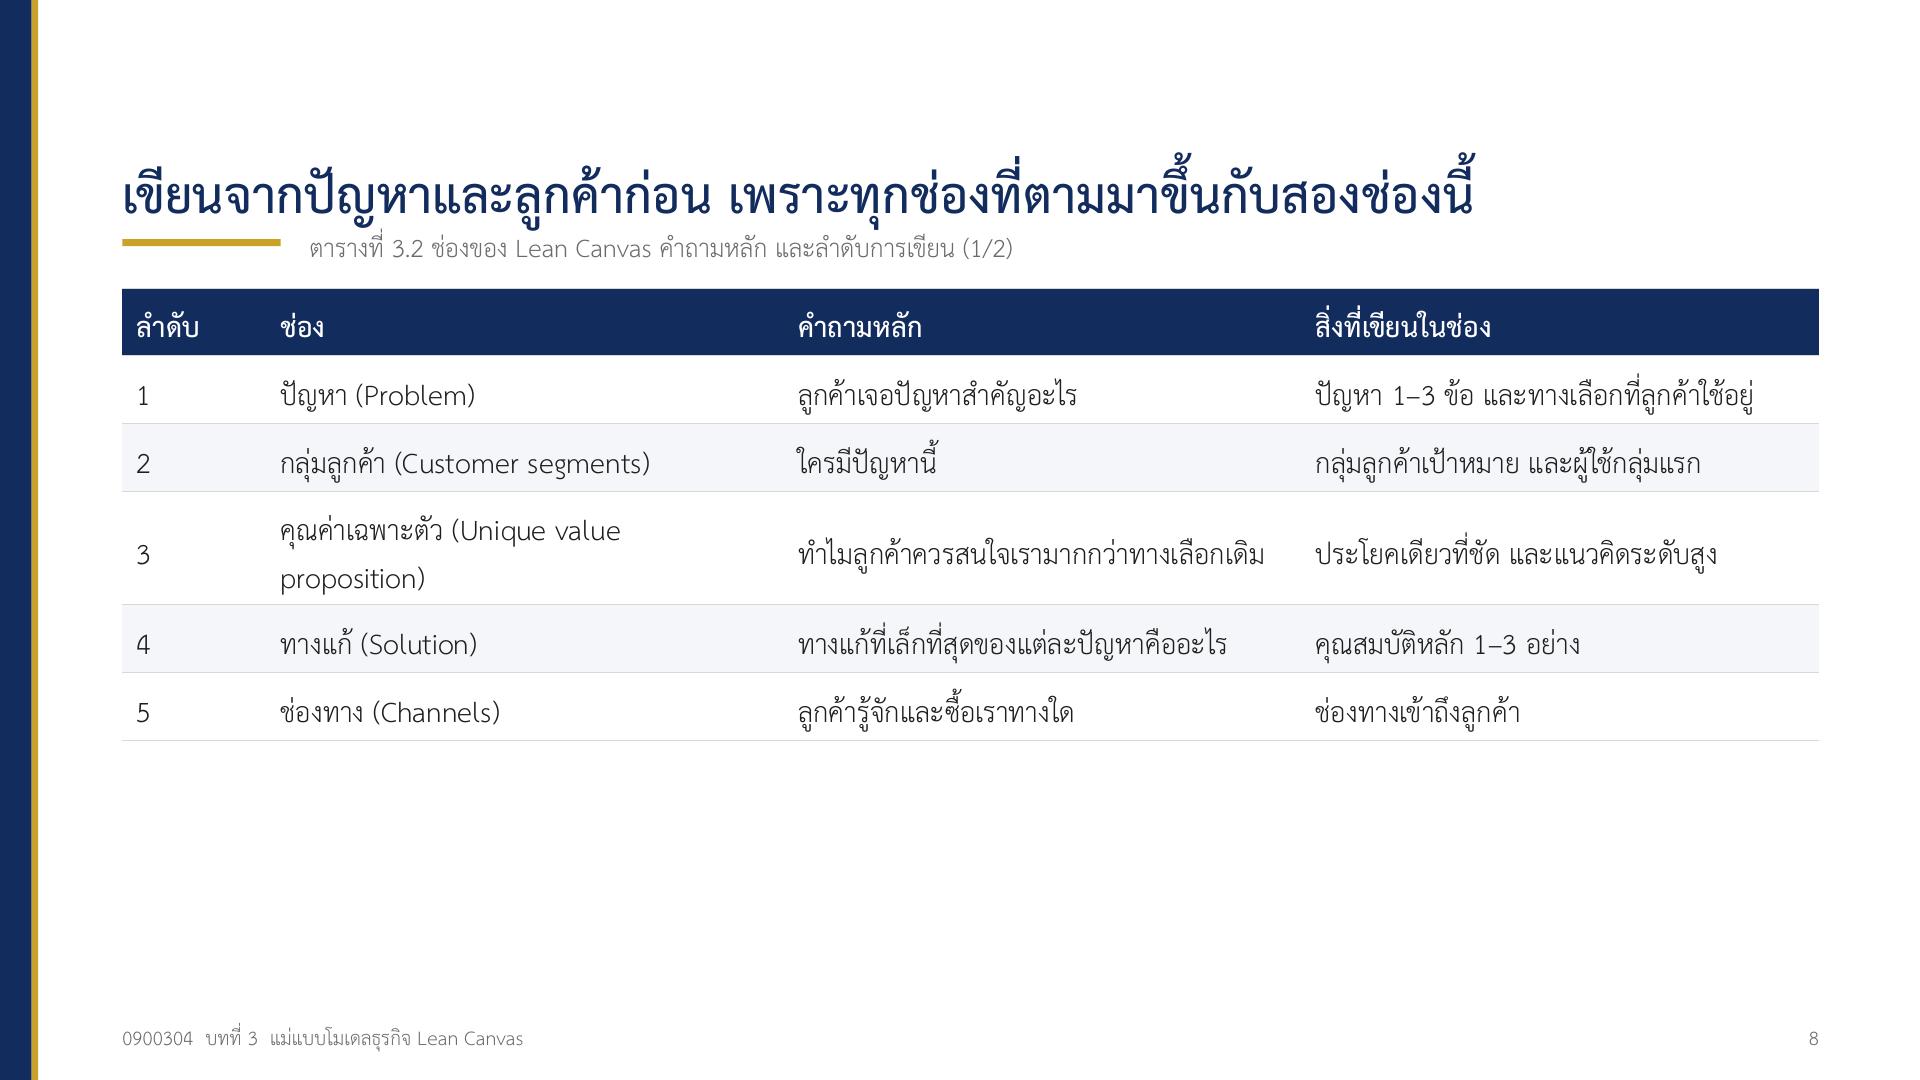 เขียนจากปัญหาและลูกค้าก่อน เพราะทุกช่องที่ตามมาขึ้นกับสองช่องนี้
ตารางที่ 3.2 ช่องของ Lean Canvas คำถามหลัก และลำดับการเขียน (1/2)
ลำดับ ช่อง คำถามหลัก สิ่งที่เขียนในช่อง
1 ปัญหา (Problem) ลูกค้าเจอปัญหาสำคัญอะไร ปัญหา 1–3 ข้อ และทางเลือกที่ลูกค้าใช้อยู่
2 กลุ่มลูกค้า (Customer segments) ใครมีปัญหานี้ กลุ่มลูกค้าเป้าหมาย และผู้ใช้กลุ่มแรก
3 คุณค่าเฉพาะตัว (Unique value
proposition) ทำไมลูกค้าควรสนใจเรามากกว่าทางเลือกเดิม ประโยคเดียวที่ชัด และแนวคิดระดับสูง
4 ทางแก้ (Solution) ทางแก้ที่เล็กที่สุดของแต่ละปัญหาคืออะไร คุณสมบัติหลัก 1–3 อย่าง
5 ช่องทาง (Channels) ลูกค้ารู้จักและซื้อเราทางใด ช่องทางเข้าถึงลูกค้า
0900304 บทที่ 3 แม่แบบโมเดลธุรกิจ Lean Canvas 8